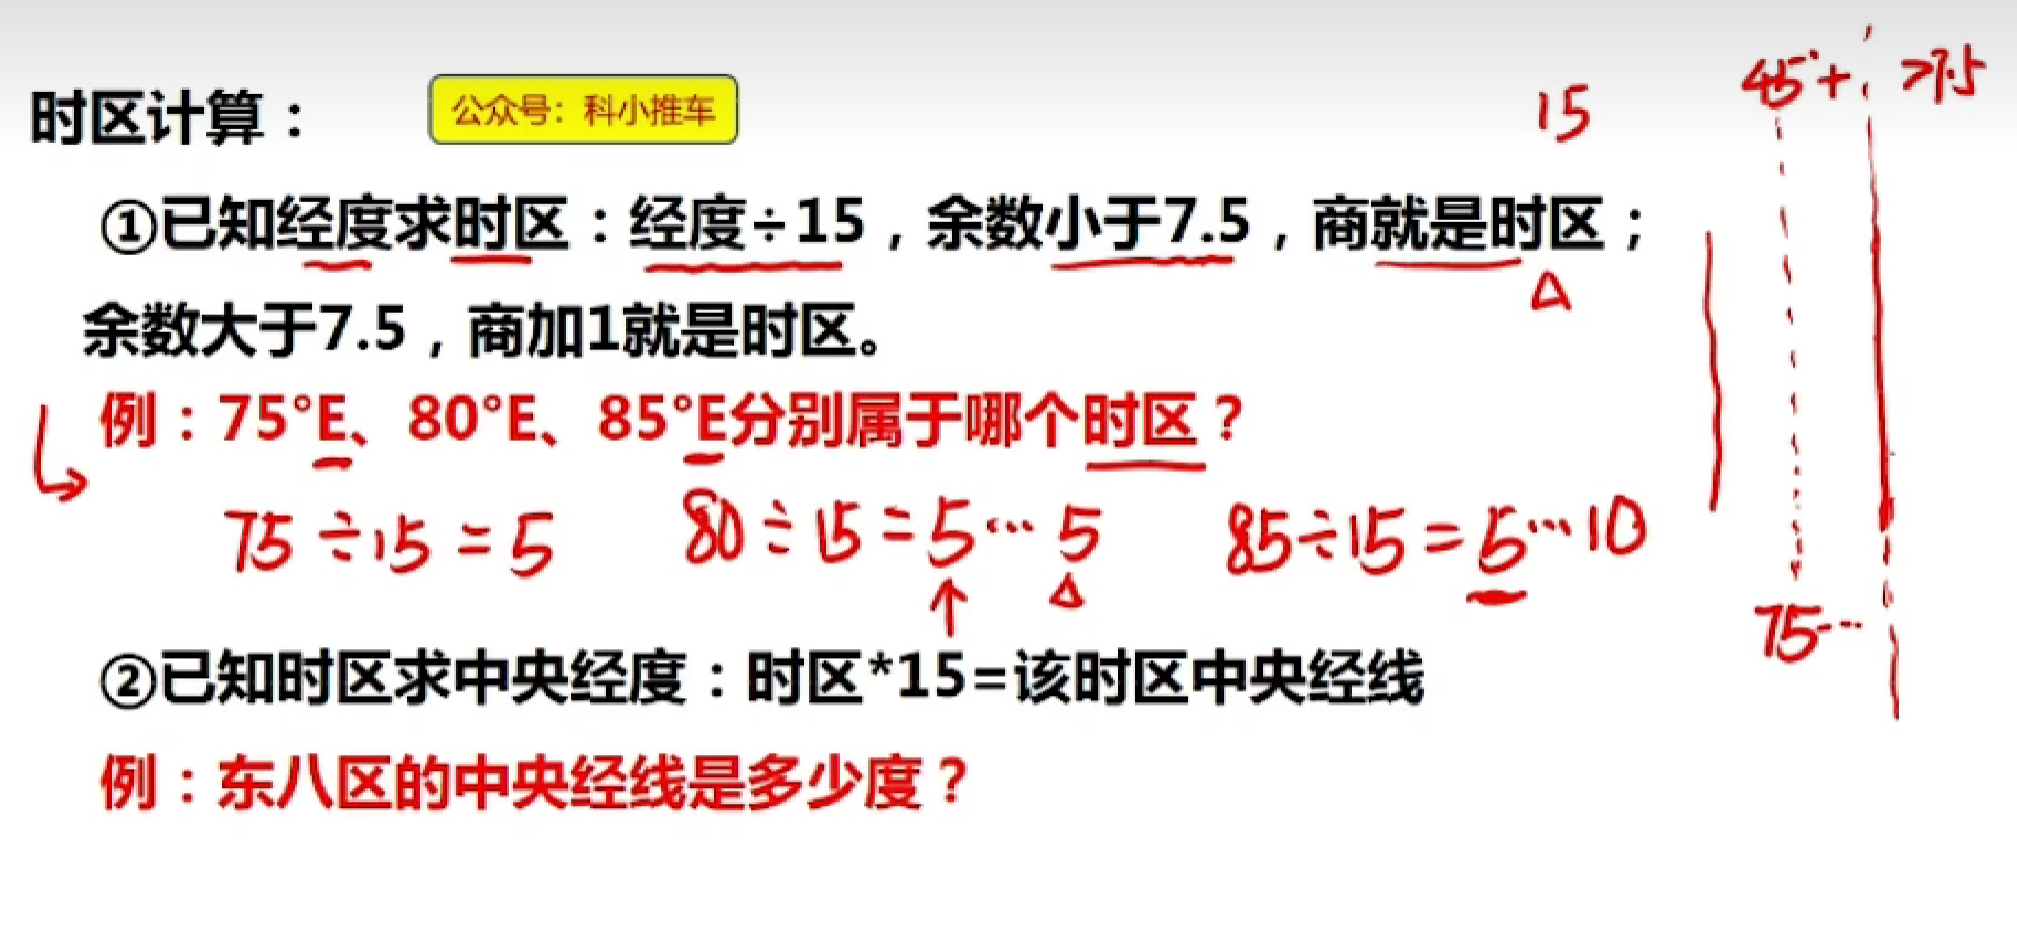 时区计算：
公众号：科小推车
15
45+
7.5
①已知经度求时区：经度÷15，余数小于7.5，商就是时区；
余数大于7.5，商加1就是时区。
例：75°E、80°E、85°E分别属于哪个时区？
75÷15=5
80÷15=5…5
85÷15=5…10
75…
②已知时区求中央经度：时区*15=该时区中央经线
例：东八区的中央经线是多少度？